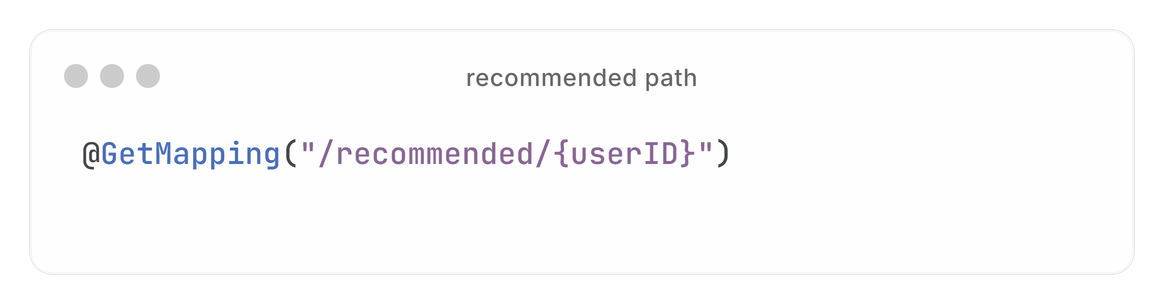 recommended path
@GetMapping("/recommended/{userID}")